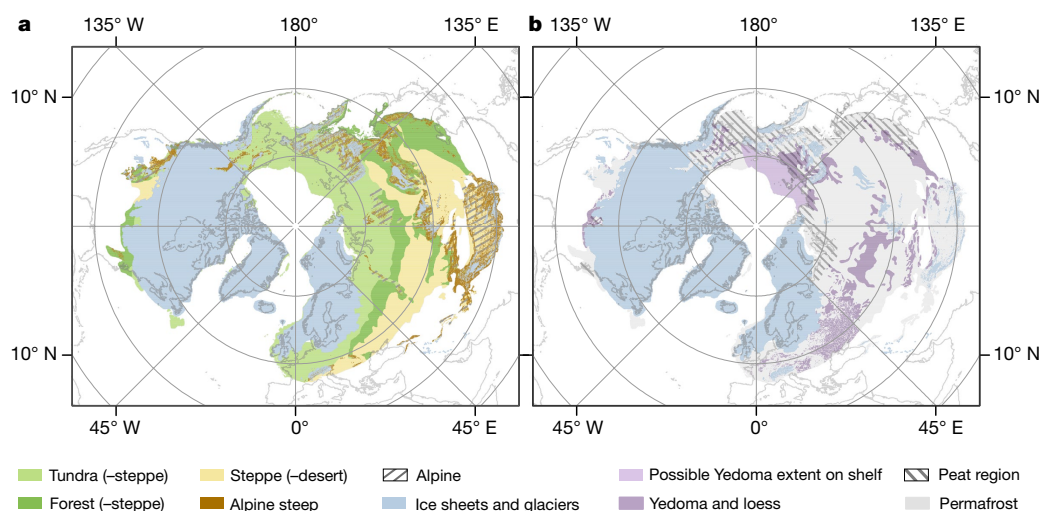 a 135° W 180° 135° E b 135° W 180° 135° E
10° N 10° N
10° N 10° N
45° W 0° 45° E 45° W 0° 45° E
Tundra (–steppe) Steppe (–desert) Alpine Possible Yedoma extent on shelf Peat region
Forest (–steppe) Alpine steep Ice sheets and glaciers Yedoma and loess Permafrost